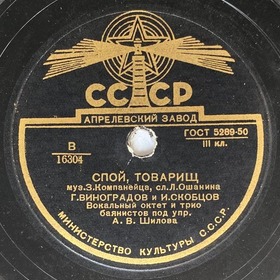 СССР
АПРЕЛЕВСКИЙ ЗАВОД
ГОСТ 5289-50
III кл.
В
16304
СПОЙ, ТОВАРИЩ
муз.З.Компанейца, сл.Л.Ошанина
Г.ВИНОГРАДОВ и И.СКОБЦОВ
Вокальный октет и трио
баянистов под упр.
А. В. Шилова
МИНИСТЕРСТВО КУЛЬТУРЫ С.С.С.Р.